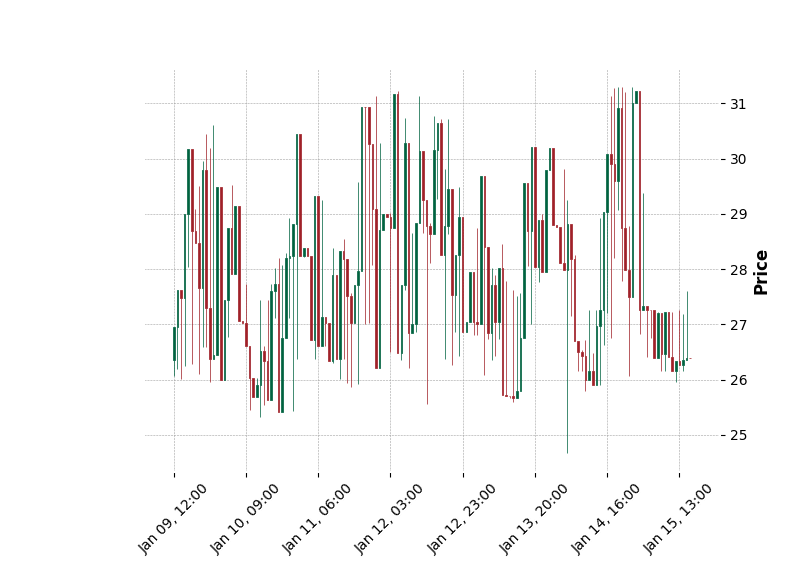 31
30
29
28
27
26
25
Price
Jan 09, 12:00
Jan 10, 09:00
Jan 11, 06:00
Jan 12, 03:00
Jan 12, 23:00
Jan 13, 20:00
Jan 14, 16:00
Jan 15, 13:00